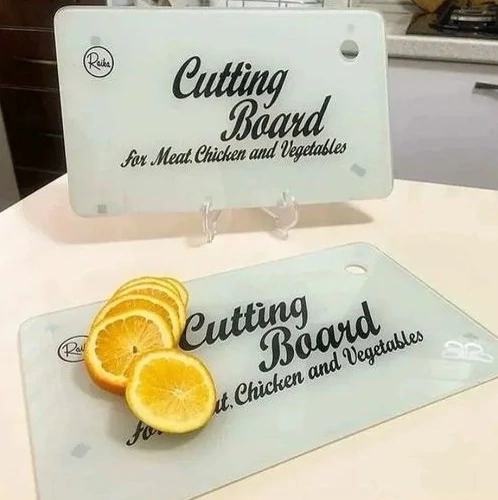 Raika
Cutting
Board
for Meat, Chicken and Vegetables
Cutting
Board
Chicken and Vegetables